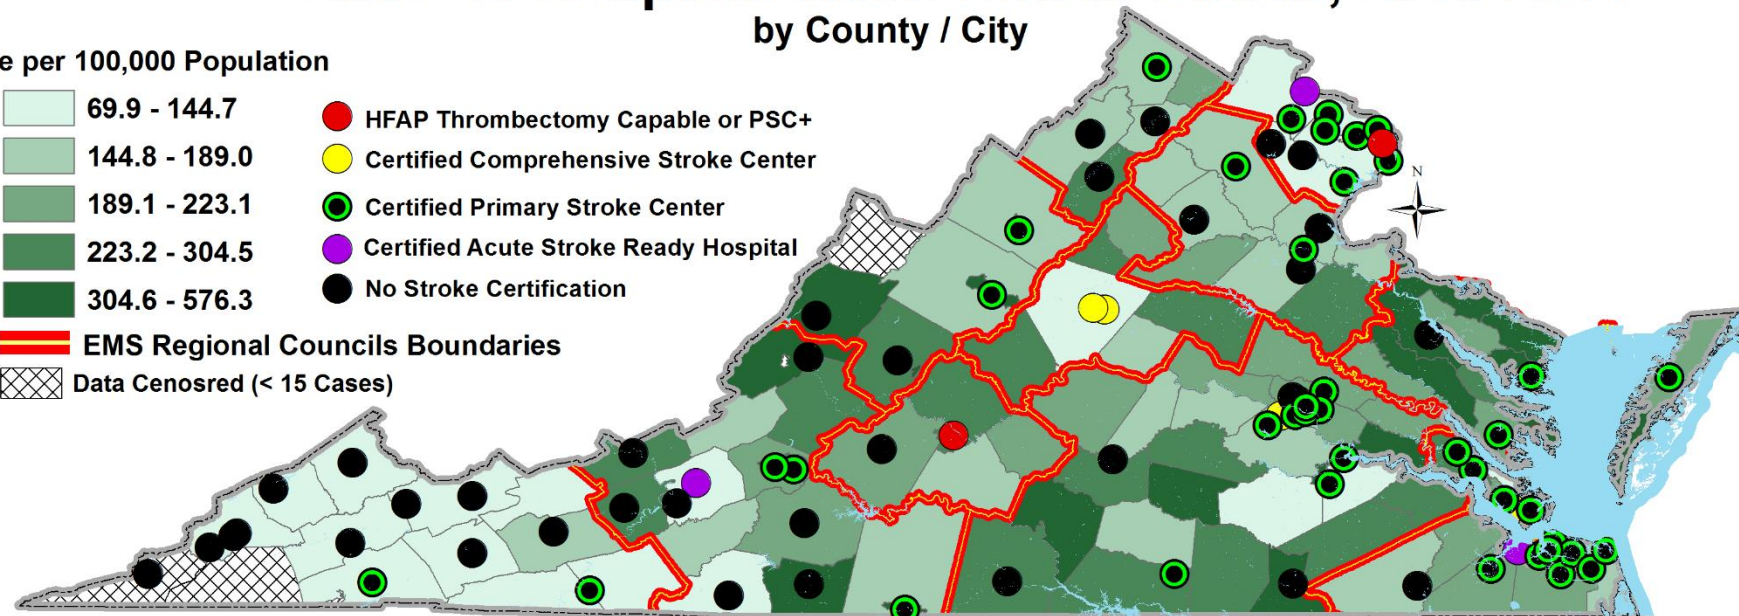 by County / City
per 100,000 Population
69.9 - 144.7
144.8 - 189.0
189.1 - 223.1
223.2 - 304.5
304.6 - 576.3
EMS Regional Councils Boundaries
Data Cenosred (< 15 Cases)
HFAP Thrombectomy Capable or PSC+
Certified Comprehensive Stroke Center
Certified Primary Stroke Center
Certified Acute Stroke Ready Hospital
No Stroke Certification
N